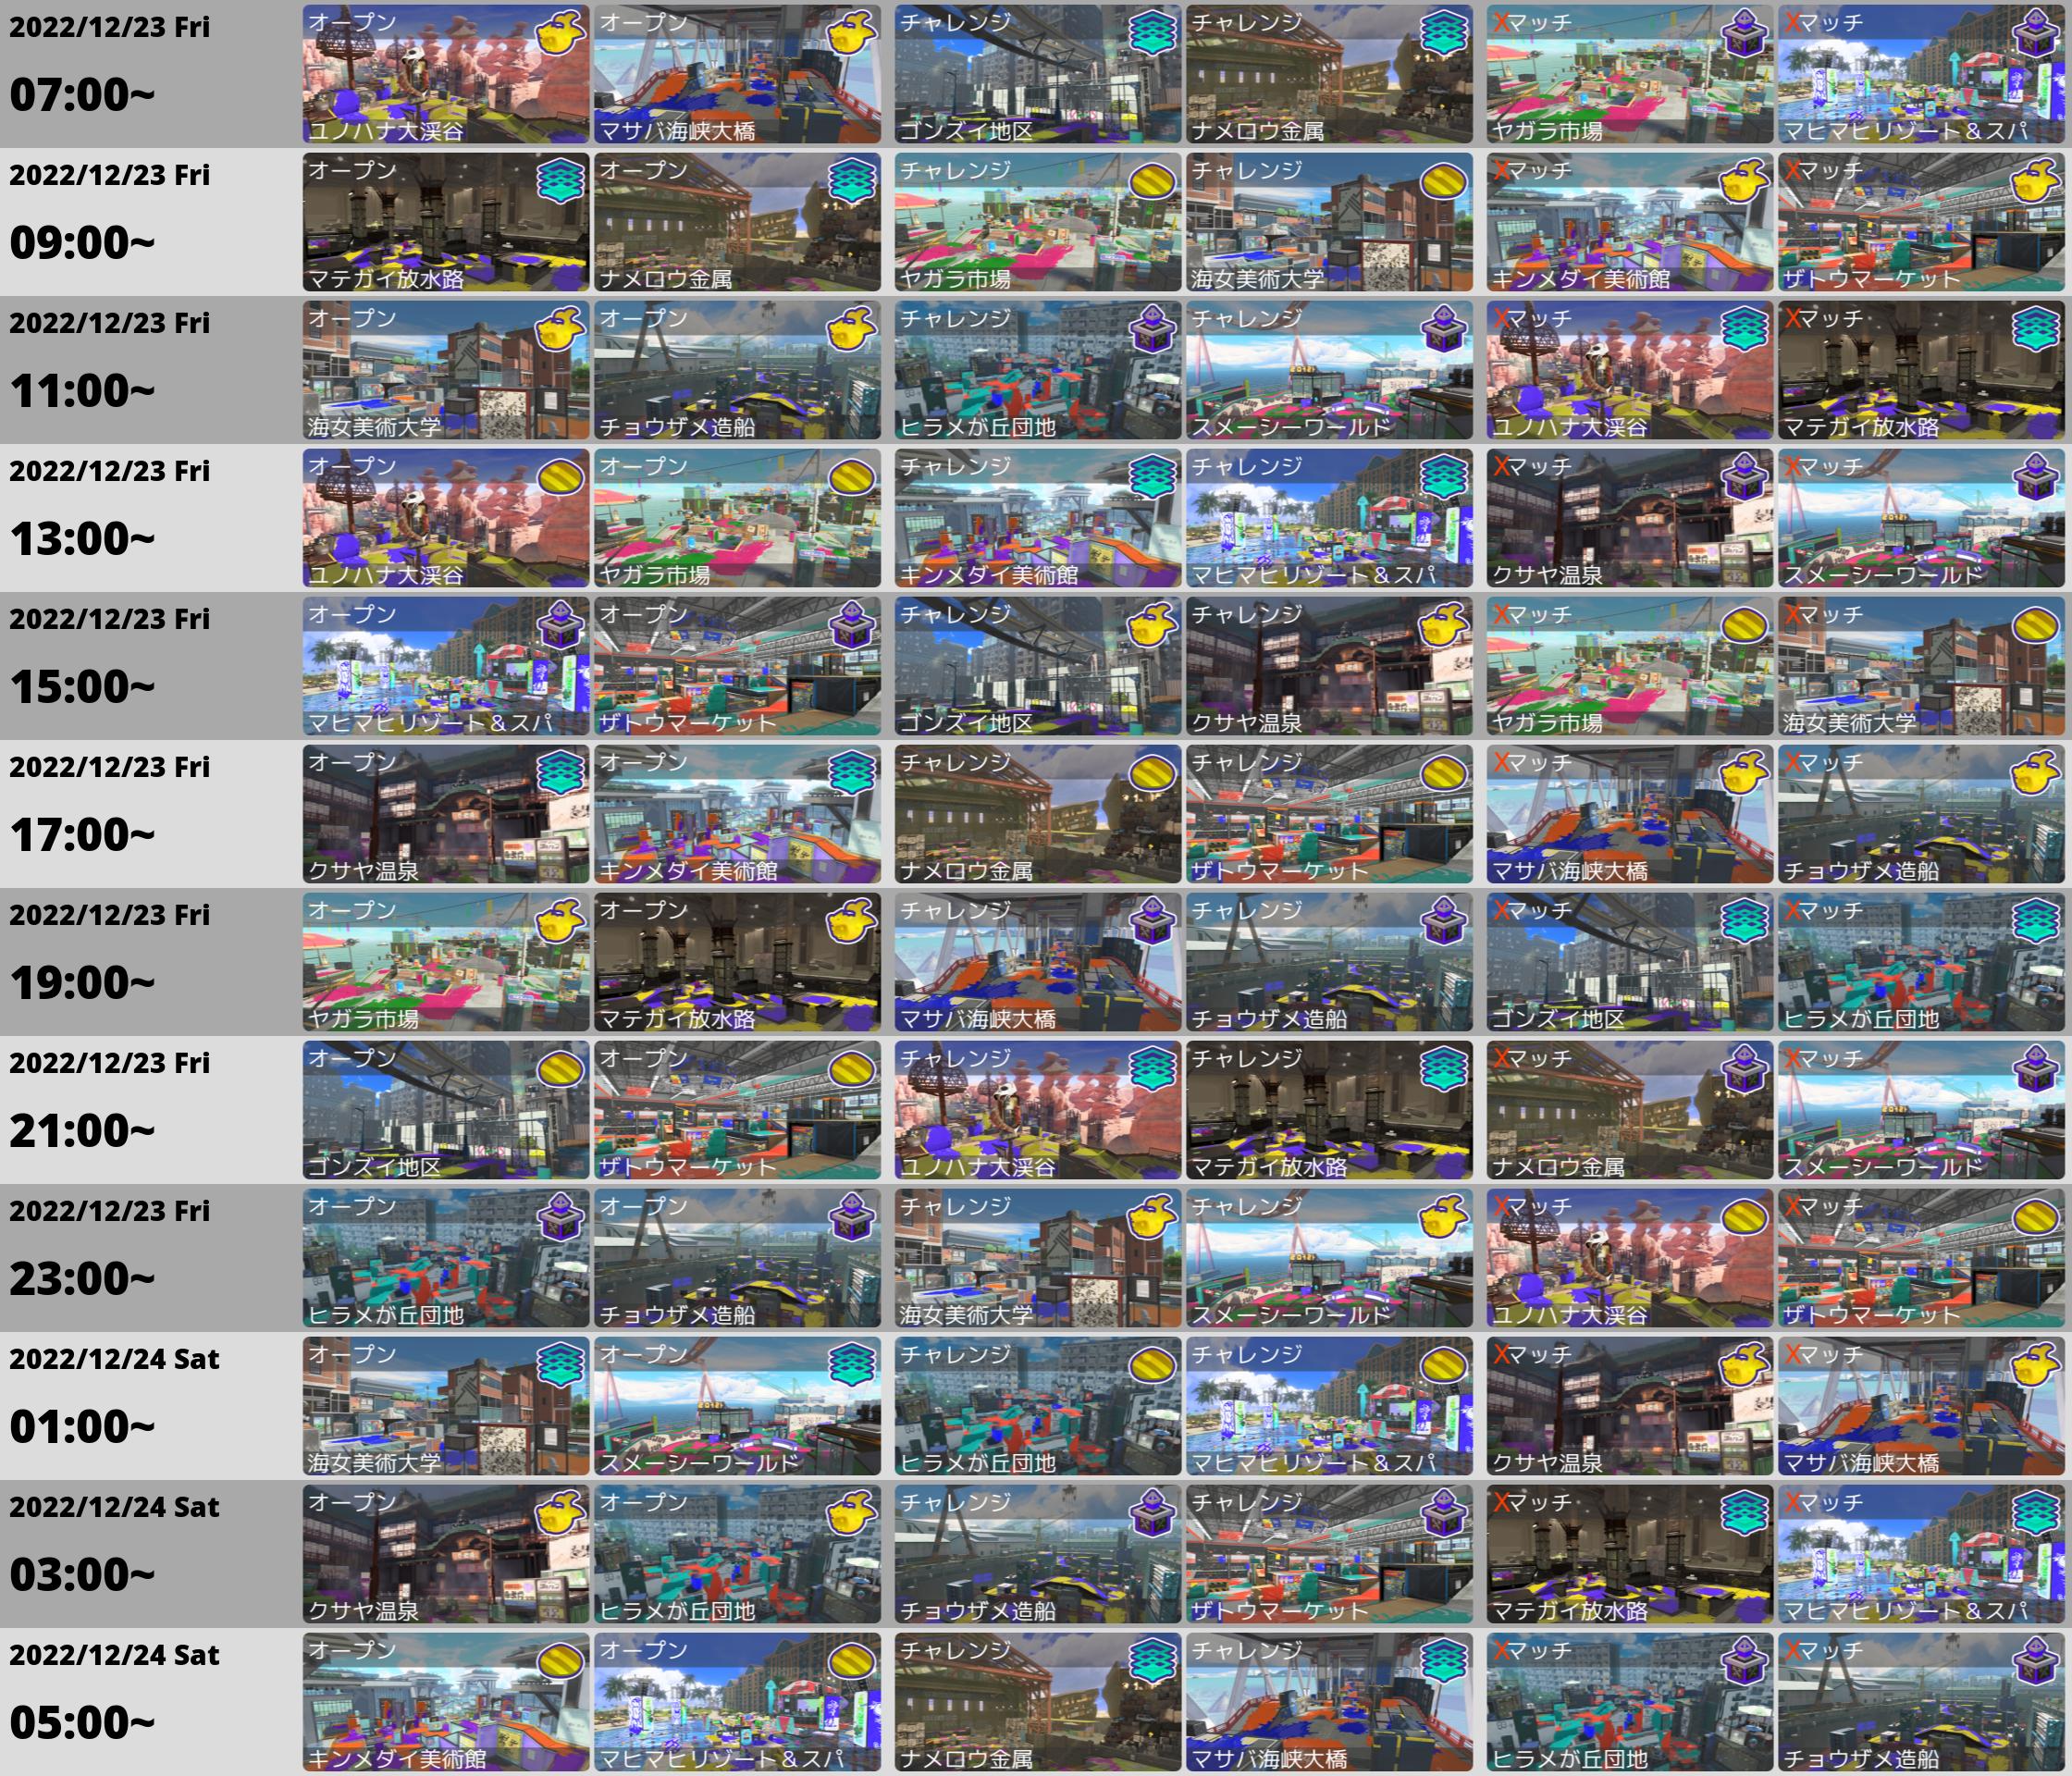 2022/12/23 Fri
07:00~
オープン オープン チャレンジ チャレンジ Xマッチ Xマッチ
ユノハナ大渓谷 マサバ海峡大橋 ゴンズイ地区 ナメロウ金属 ヤガラ市場 マヒマヒリゾート＆スパ
2022/12/23 Fri
09:00~
オープン オープン チャレンジ チャレンジ Xマッチ Xマッチ
マテガイ放水路 ナメロウ金属 ヤガラ市場 海女美術大学 キンメダイ美術館 ザトウマーケット
2022/12/23 Fri
11:00~
オープン オープン チャレンジ チャレンジ Xマッチ Xマッチ
海女美術大学 チョウザメ造船 ヒラメが丘団地 スメーシーワールド ユノハナ大渓谷 マテガイ放水路
2022/12/23 Fri
13:00~
オープン オープン チャレンジ チャレンジ Xマッチ Xマッチ
ユノハナ大渓谷 ヤガラ市場 キンメダイ美術館 マヒマヒリゾート＆スパ クサヤ温泉 スメーシーワールド
2022/12/23 Fri
15:00~
オープン オープン チャレンジ チャレンジ Xマッチ Xマッチ
マヒマヒリゾート＆スパ ザトウマーケット ゴンズイ地区 クサヤ温泉 ヤガラ市場 海女美術大学
2022/12/23 Fri
17:00~
オープン オープン チャレンジ チャレンジ Xマッチ Xマッチ
クサヤ温泉 キンメダイ美術館 ナメロウ金属 ザトウマーケット マサバ海峡大橋 チョウザメ造船
2022/12/23 Fri
19:00~
オープン オープン チャレンジ チャレンジ Xマッチ Xマッチ
ヤガラ市場 マテガイ放水路 マサバ海峡大橋 チョウザメ造船 ゴンズイ地区 ヒラメが丘団地
2022/12/23 Fri
21:00~
オープン オープン チャレンジ チャレンジ Xマッチ Xマッチ
ゴンズイ地区 ザトウマーケット ユノハナ大渓谷 マテガイ放水路 ナメロウ金属 スメーシーワールド
2022/12/23 Fri
23:00~
オープン オープン チャレンジ チャレンジ Xマッチ Xマッチ
ヒラメが丘団地 チョウザメ造船 海女美術大学 スメーシーワールド ユノハナ大渓谷 ザトウマーケット
2022/12/24 Sat
01:00~
オープン オープン チャレンジ チャレンジ Xマッチ Xマッチ
海女美術大学 スメーシーワールド ヒラメが丘団地 マヒマヒリゾート＆スパ クサヤ温泉 マサバ海峡大橋
2022/12/24 Sat
03:00~
オープン オープン チャレンジ チャレンジ Xマッチ Xマッチ
クサヤ温泉 ヒラメが丘団地 チョウザメ造船 ザトウマーケット マテガイ放水路 マヒマヒリゾート＆スパ
2022/12/24 Sat
05:00~
オープン オープン チャレンジ チャレンジ Xマッチ Xマッチ
キンメダイ美術館 マヒマヒリゾート＆スパ ナメロウ金属 マサバ海峡大橋 ヒラメが丘団地 チョウザメ造船